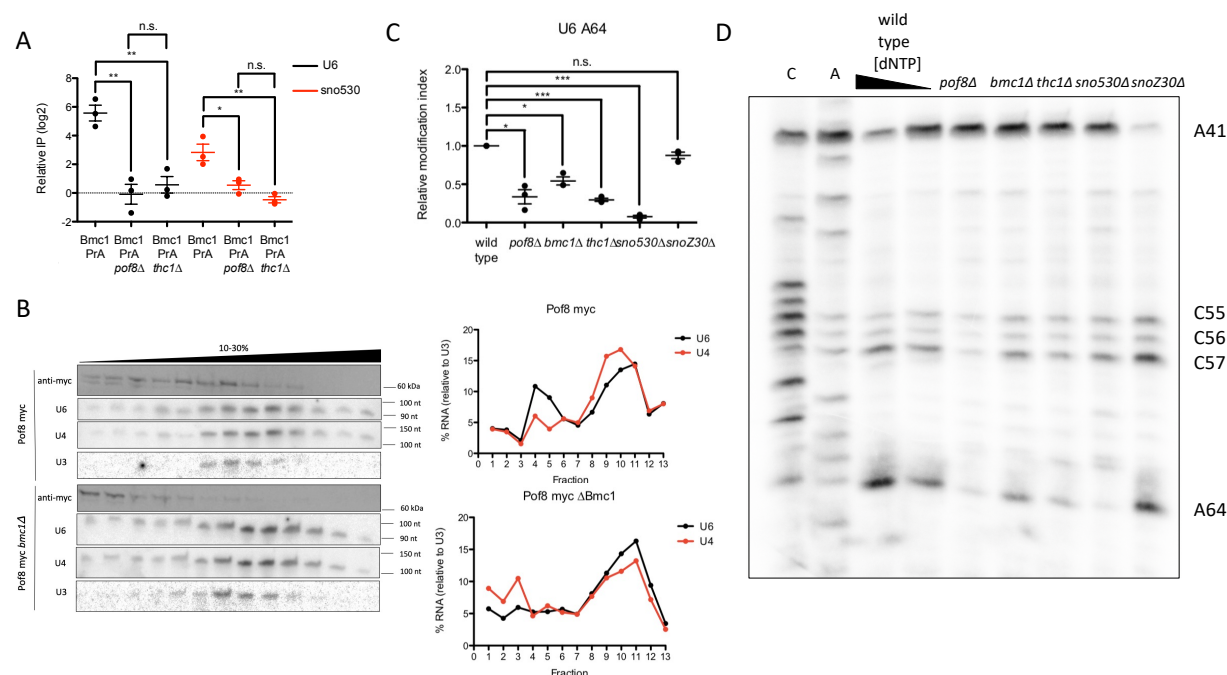 A
n.s.
**
**
n.s.
**
*
U6
sno530
Relative IP (log2)
8
6
4
2
0
-2
Bmc1
PrA
Bmc1
PrA
pof8Δ
Bmc1
PrA
thc1Δ
Bmc1
PrA
Bmc1
PrA
pof8Δ
Bmc1
PrA
thc1Δ
C
U6 A64
n.s.
***
***
*
*
Relative modification index
2.0
1.5
1.0
0.5
0.0
wild
type
pof8Δ
bmc1Δ
thc1Δ
sno530Δ
snoZ30Δ
D
wild
type
[dNTP]
C
A
pof8Δ
bmc1Δ
thc1Δ
sno530Δ
snoZ30Δ
A41
C55
C56
C57
A64
B
10-30%
Pof8 myc
anti-myc
60 kDa
U6
100 nt
90 nt
U4
150 nt
100 nt
U3
Pof8 myc bmc1Δ
anti-myc
60 kDa
U6
100 nt
90 nt
U4
150 nt
100 nt
U3
Pof8 myc
U6
U4
% RNA (relative to U3)
20
15
10
5
0
0 1 2 3 4 5 6 7 8 9 10 11 12 13
Fraction
Pof8 myc ΔBmc1
U6
U4
% RNA (relative to U3)
20
15
10
5
0
0 1 2 3 4 5 6 7 8 9 10 11 12 13
Fraction